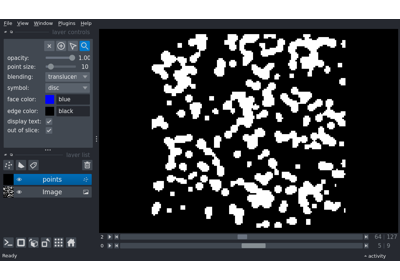 File View Window Plugins Help
layer controls
opacity: 1.00
point size: 10
blending: translucen
symbol: disc
face color: blue
edge color: black
display text:
out of slice:
layer list
points
Image
2 64 127
0 5 9
Ready activity